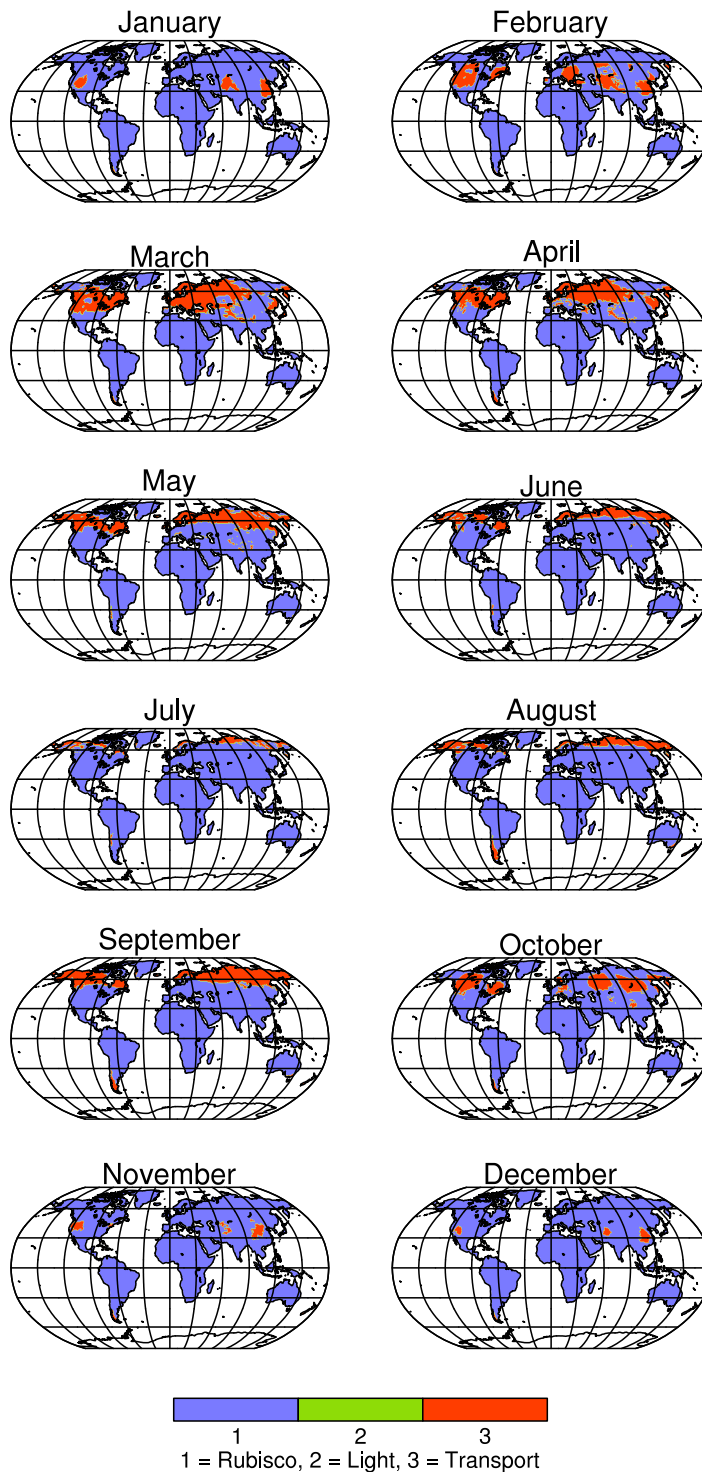 January
February
March
April
May
June
July
August
September
October
November
December
1
2
3
1 = Rubisco, 2 = Light, 3 = Transport